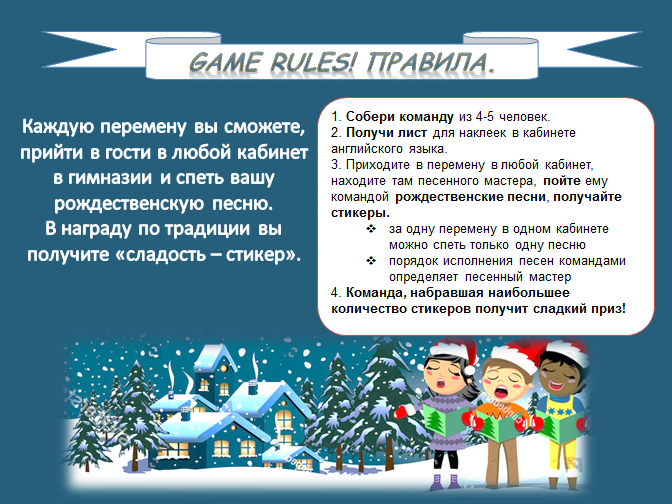 GAME RULES! ПРАВИЛА.
Каждую перемену вы сможете,
прийти в гости в любой кабинет
в гимназии и спеть вашу
рождественскую песню.
В награду по традиции вы
получите «сладость – стикер».
1. Собери команду из 4-5 человек.
2. Получи лист для наклеек в кабинете
английского языка.
3. Приходите в перемену в любой кабинет,
находите там песенного мастера, пойте ему
командой рождественские песни, получайте
стикеры.
❖ за одну перемену в одном кабинете
можно спеть только одну песню
❖ порядок исполнения песен командами
определяет песенный мастер
4. Команда, набравшая наибольшее
количество стикеров получит сладкий приз!